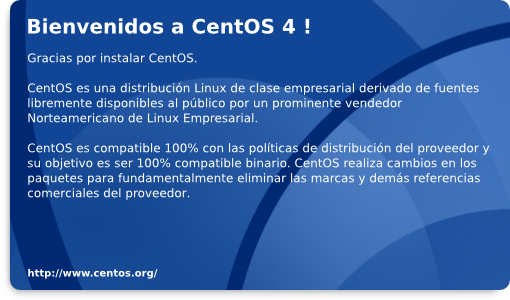 Bienvenidos a CentOS 4 !
Gracias por instalar CentOS.
CentOS es una distribución Linux de clase empresarial derivado de fuentes
libremente disponibles al público por un prominente vendedor
Norteamericano de Linux Empresarial.
CentOS es compatible 100% con las políticas de distribución del proveedor y
su objetivo es ser 100% compatible binario. CentOS realiza cambios en los
paquetes para fundamentalmente eliminar las marcas y demás referencias
comerciales del proveedor.
http://www.centos.org/